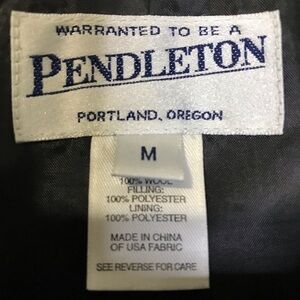 WARRANTED TO BE A
PENDLETON
PORTLAND, OREGON
M
100% WOOL
FILLING:
100% POLYESTER
LINING:
100% POLYESTER
MADE IN CHINA
OF USA FABRIC
SEE REVERSE FOR CARE